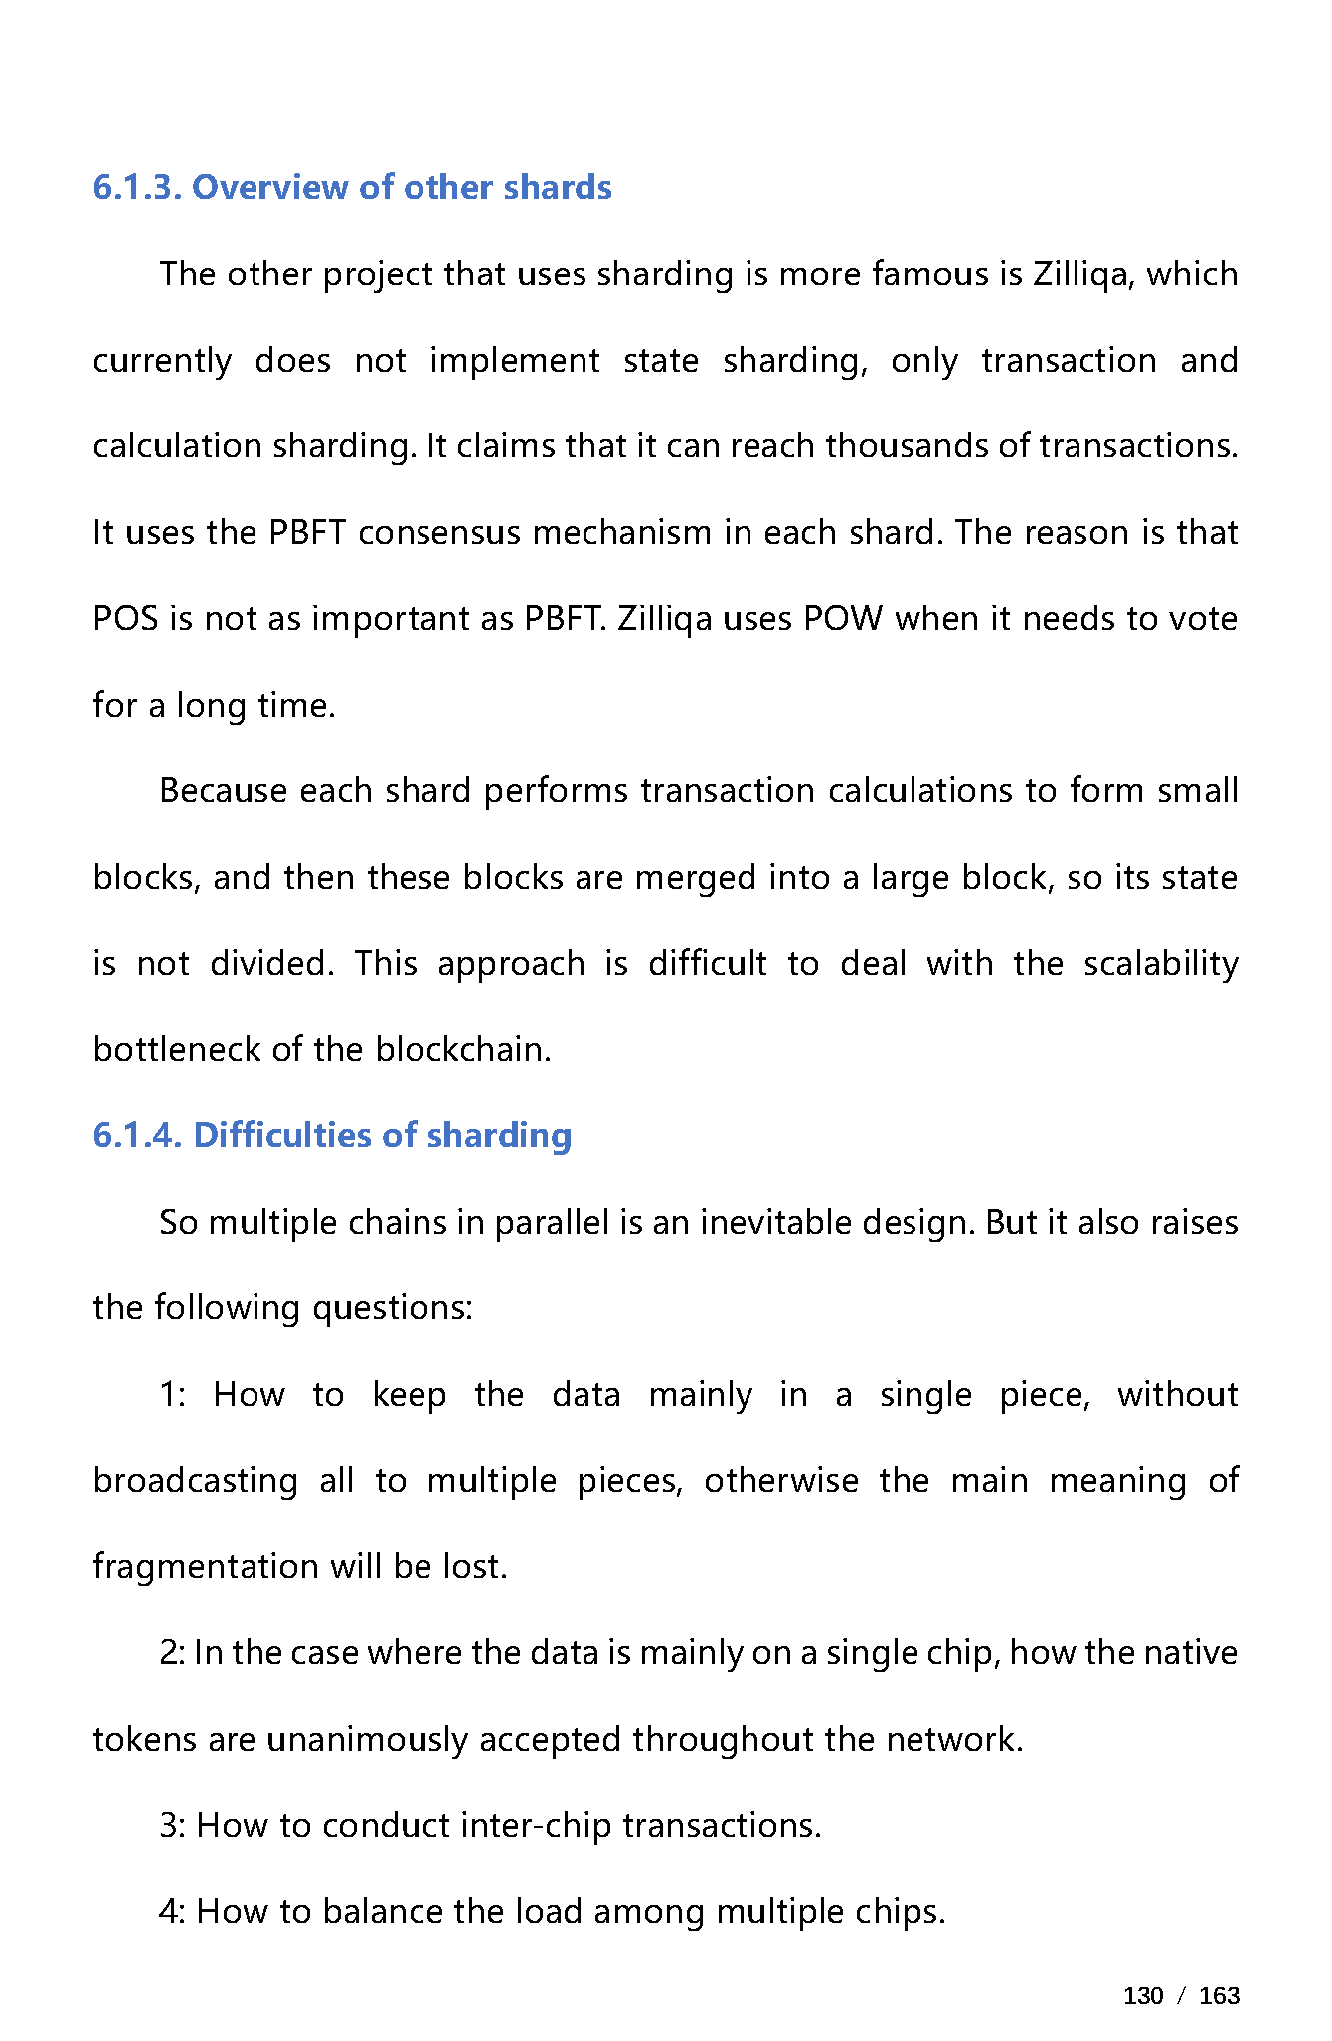 6.1.3. Overview of other shards
The other project that uses sharding is more famous is Zilliqa, which
currently does not implement state sharding, only transaction and
calculation sharding. It claims that it can reach thousands of transactions.
It uses the PBFT consensus mechanism in each shard. The reason is that
POS is not as important as PBFT. Zilliqa uses POW when it needs to vote
for a long time.
Because each shard performs transaction calculations to form small
blocks, and then these blocks are merged into a large block, so its state
is not divided. This approach is difficult to deal with the scalability
bottleneck of the blockchain.
6.1.4. Difficulties of sharding
So multiple chains in parallel is an inevitable design. But it also raises
the following questions:
1: How to keep the data mainly in a single piece, without
broadcasting all to multiple pieces, otherwise the main meaning of
fragmentation will be lost.
2: In the case where the data is mainly on a single chip, how the native
tokens are unanimously accepted throughout the network.
3: How to conduct inter-chip transactions.
4: How to balance the load among multiple chips.
130 / 163